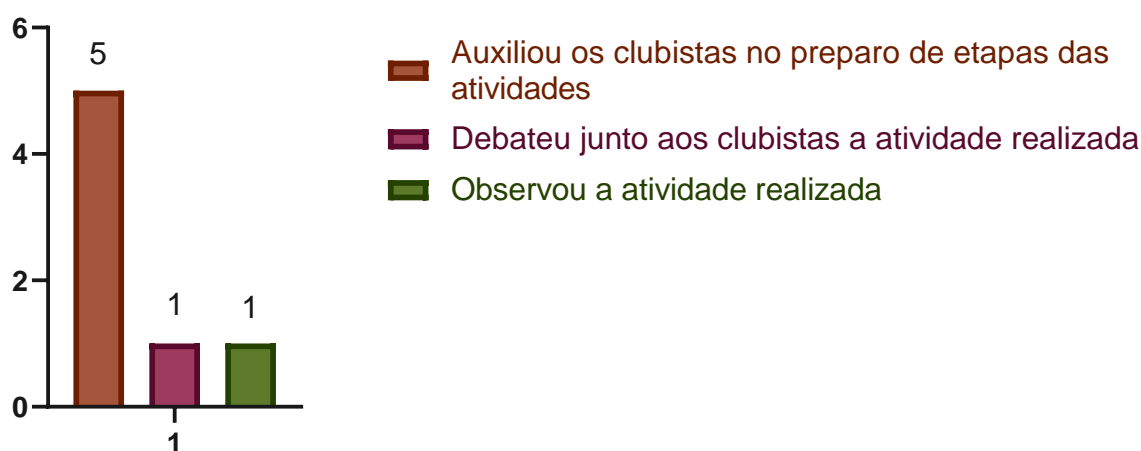 6
5
4
2
1
1
0
1
Auxiliou os clubistas no preparo de etapas das
atividades
Debateu junto aos clubistas a atividade realizada
Observou a atividade realizada